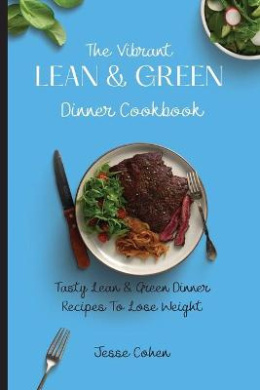 The Vibrant
LEAN & GREEN
Dinner Cookbook
Tasty Lean & Green Dinner
Recipes To Lose Weight
Jesse Cohen